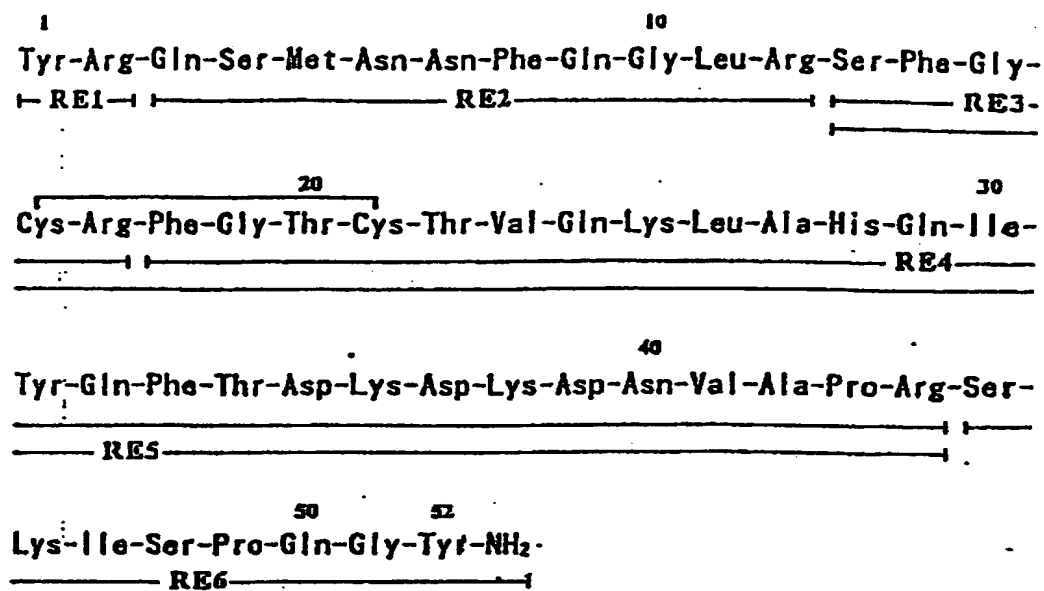 1 10
Tyr-Arg-Gln-Ser-Met-Asn-Asn-Phe-Gln-Gly-Leu-Arg-Ser-Phe-Gly-
RE1 RE2 RE3-
20 30
Cys-Arg-Phe-Gly-Thr-Cys-Thr-Val-Gln-Lys-Leu-Ala-His-Gln-Ile-
RE4
40
Tyr-Gln-Phe-Thr-Asp-Lys-Asp-Lys-Asp-Asn-Val-Ala-Pro-Arg-Ser-
RE5
50 52
Lys-Ile-Ser-Pro-Gln-Gly-Tyr-NH2
RE6